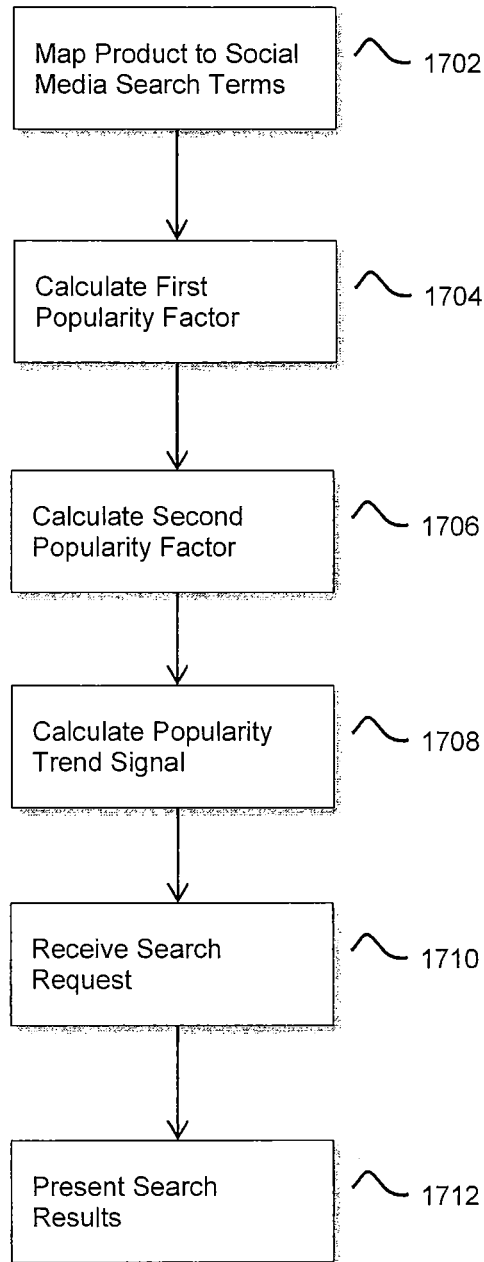 Map Product to Social
Media Search Terms
1702
Calculate First
Popularity Factor
1704
Calculate Second
Popularity Factor
1706
Calculate Popularity
Trend Signal
1708
Receive Search
Request
1710
Present Search
Results
1712